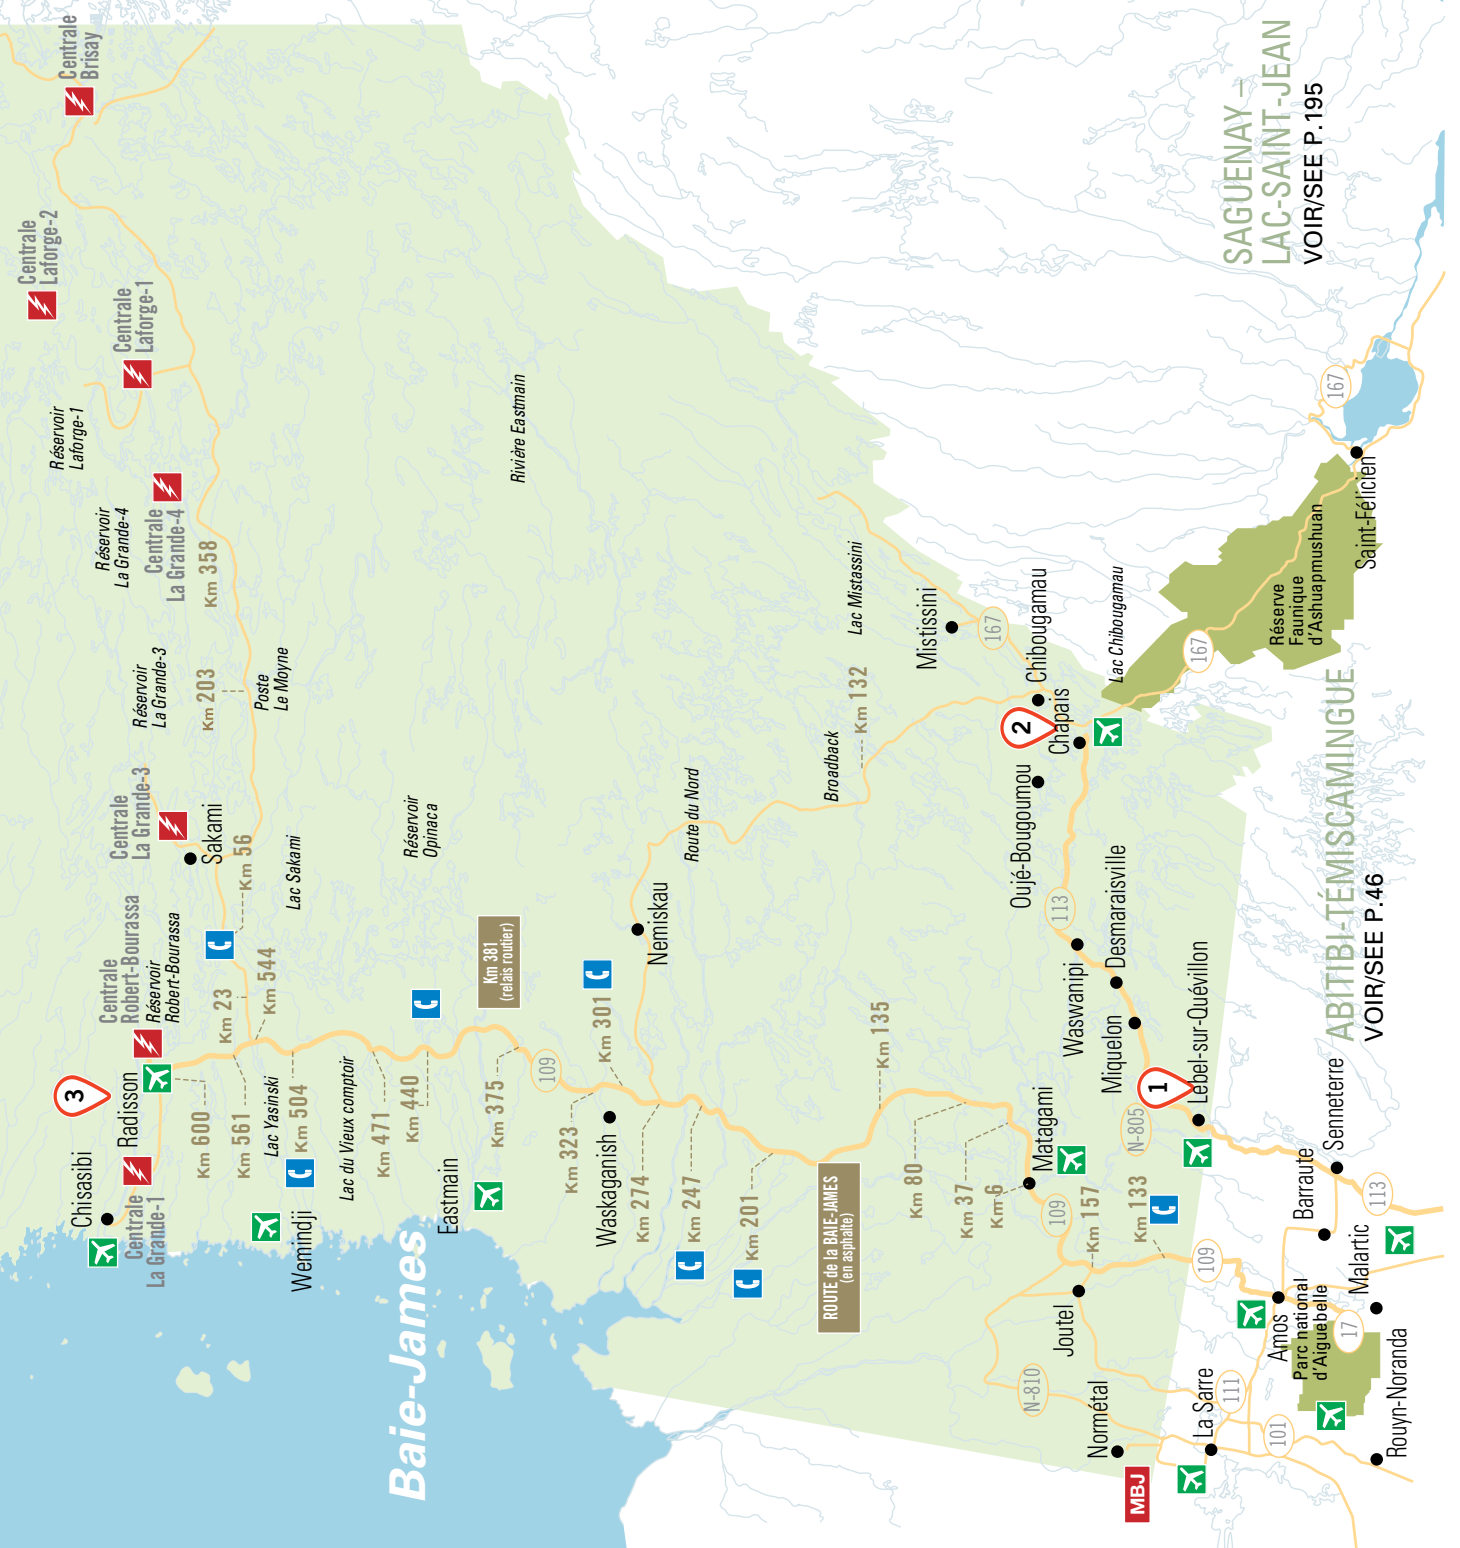 Centrale
Brisay
Centrale
Laforge-2
Centrale
Laforge-1
Réservoir
Laforge-1
Réservoir
La Grande-4
Centrale
La Grande-4
Km 358
Réservoir
La Grande-3
Km 203
Poste
Le Moyne
Centrale
La Grande-3
Sakami
Km 56
Lac Sakami
Réservoir
Opinaca
Rivière Eastmain
Centrale
Robert-Bourassa
Réservoir
Robert-Bourassa
C
Km 23
Km 544
3
Radisson
Chisasibi
Centrale
La Grande-1
Km 600
Km 561
Lac Yasinski
Km 504
C
Wemindji
Lac du Vieux comptoir
Km 471
Km 440
C
Eastmain
Km 375
Km 381
(relais routier)
109
Km 301
C
Km 323
Waskaganish
Nemiskau
Km 274
Km 247
C
Km 201
C
Route du Nord
Baie-James
ROUTE de la BAIE-JAMES
(en asphalte)
Km 135
Broadback
Km 132
Lac Mistassini
Mistissini
167
Chibougamau
2
Chapais
Lac Chibougamau
Oujé-Bougoumou
113
Desmaraisville
Waswanipi
Miquelon
1
Lebel-sur-Quévillon
N-805
Km 80
Km 37
Km 6
Matagami
109
Km 157
Km 133
C
Joutel
N-810
Normétal
MBJ
La Sarre
111
101
109
Amos
Parc national
d'Aiguebelle
17
Malartic
Barraute
Senneterre
113
Rouyn-Noranda
ABITIBI-TÉMISCAMINGUE
VOIR/SEE P.46
167
Réserve
Faunique
d'Ashuapmushuan
Saint-Félicien
167
SAGUENAY –
LAC-SAINT-JEAN
VOIR/SEE P.195